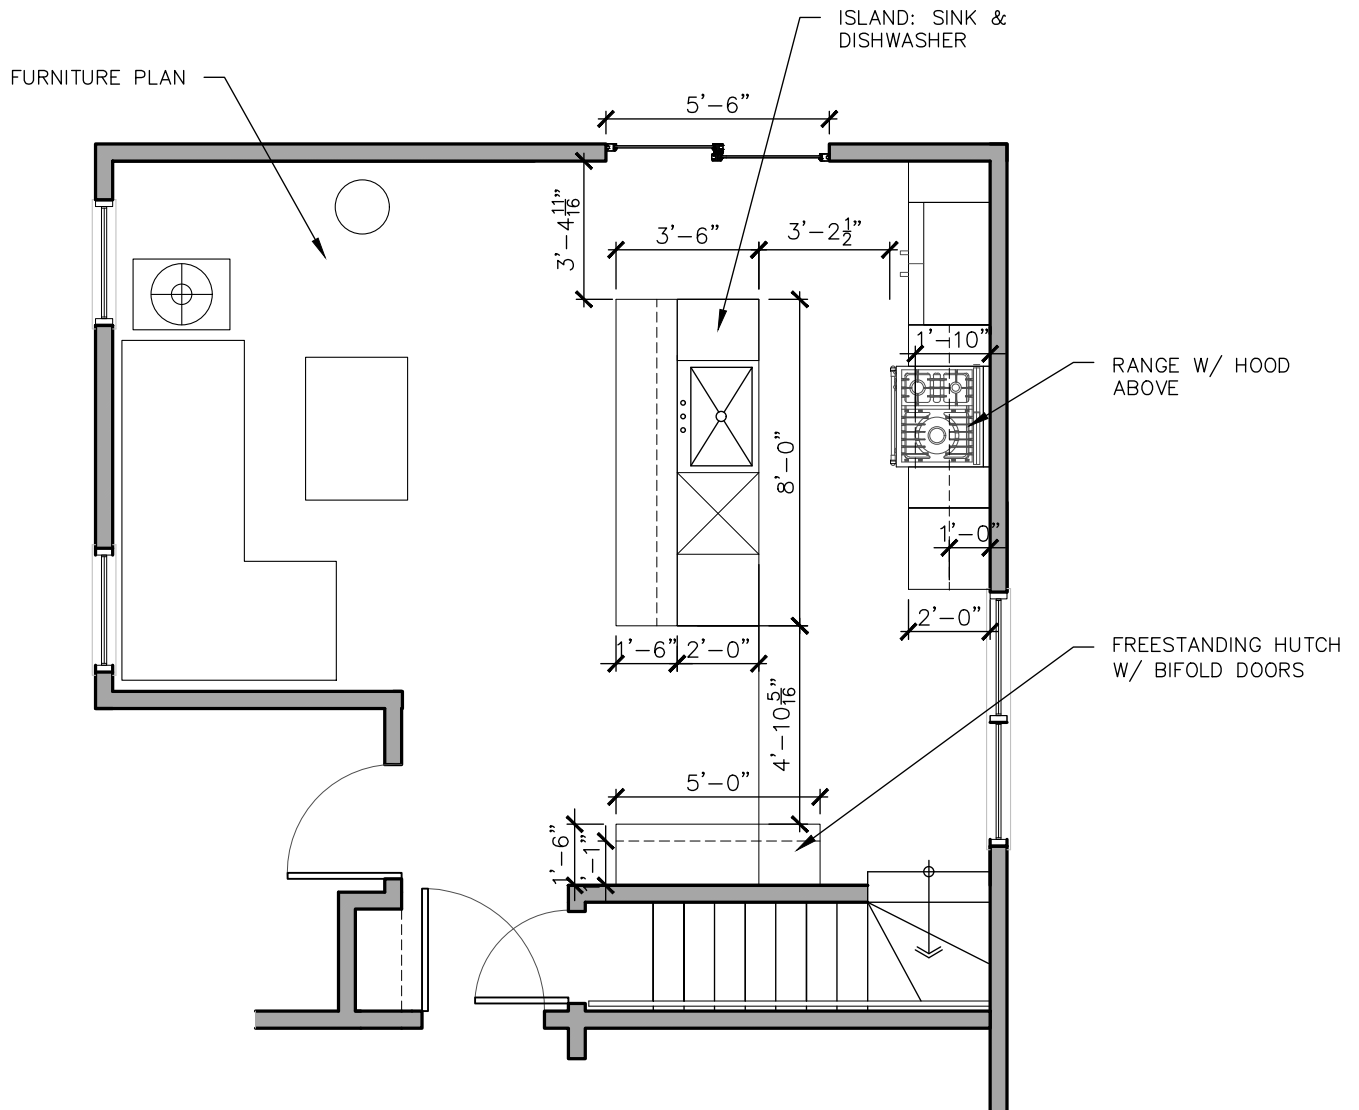 ISLAND: SINK &
DISHWASHER
FURNITURE PLAN
5'-6"
3'-4 11/16"
3'-6"
3'-2 1/2"
1'-10"
RANGE W/ HOOD
ABOVE
8'-0"
1'-0"
2'-0"
1'-6"
2'-0"
FREESTANDING HUTCH
W/ BIFOLD DOORS
4'-10 5/16"
5'-0"
1'-6"
1'-1"